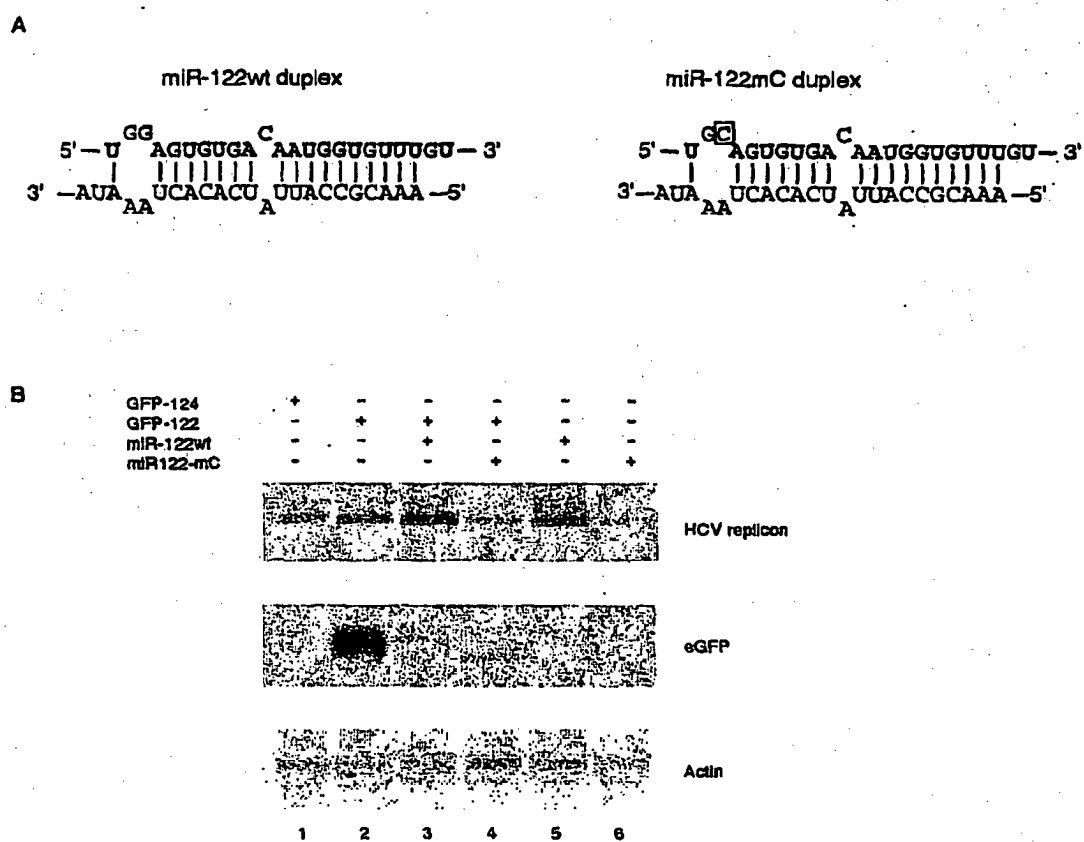 A
miR-122wt duplex
miR-122mC duplex
GG C
5'—U AGUGUGA AAUGGUGUUUGU—3'
3'—AUA UCACACU UUACCGCAAA—5'
AA A
GC C
5'—U AGUGUGA AAUGGUGUUUGU—3'
3'—AUA UCACACU UUACCGCAAA—5'
AA A
B
GFP-124 + - - - - -
GFP-122 - + + + - -
miR-122wt - - + - + -
miR122-mC - - - + - +
HCV replicon
eGFP
Actin
1 2 3 4 5 6